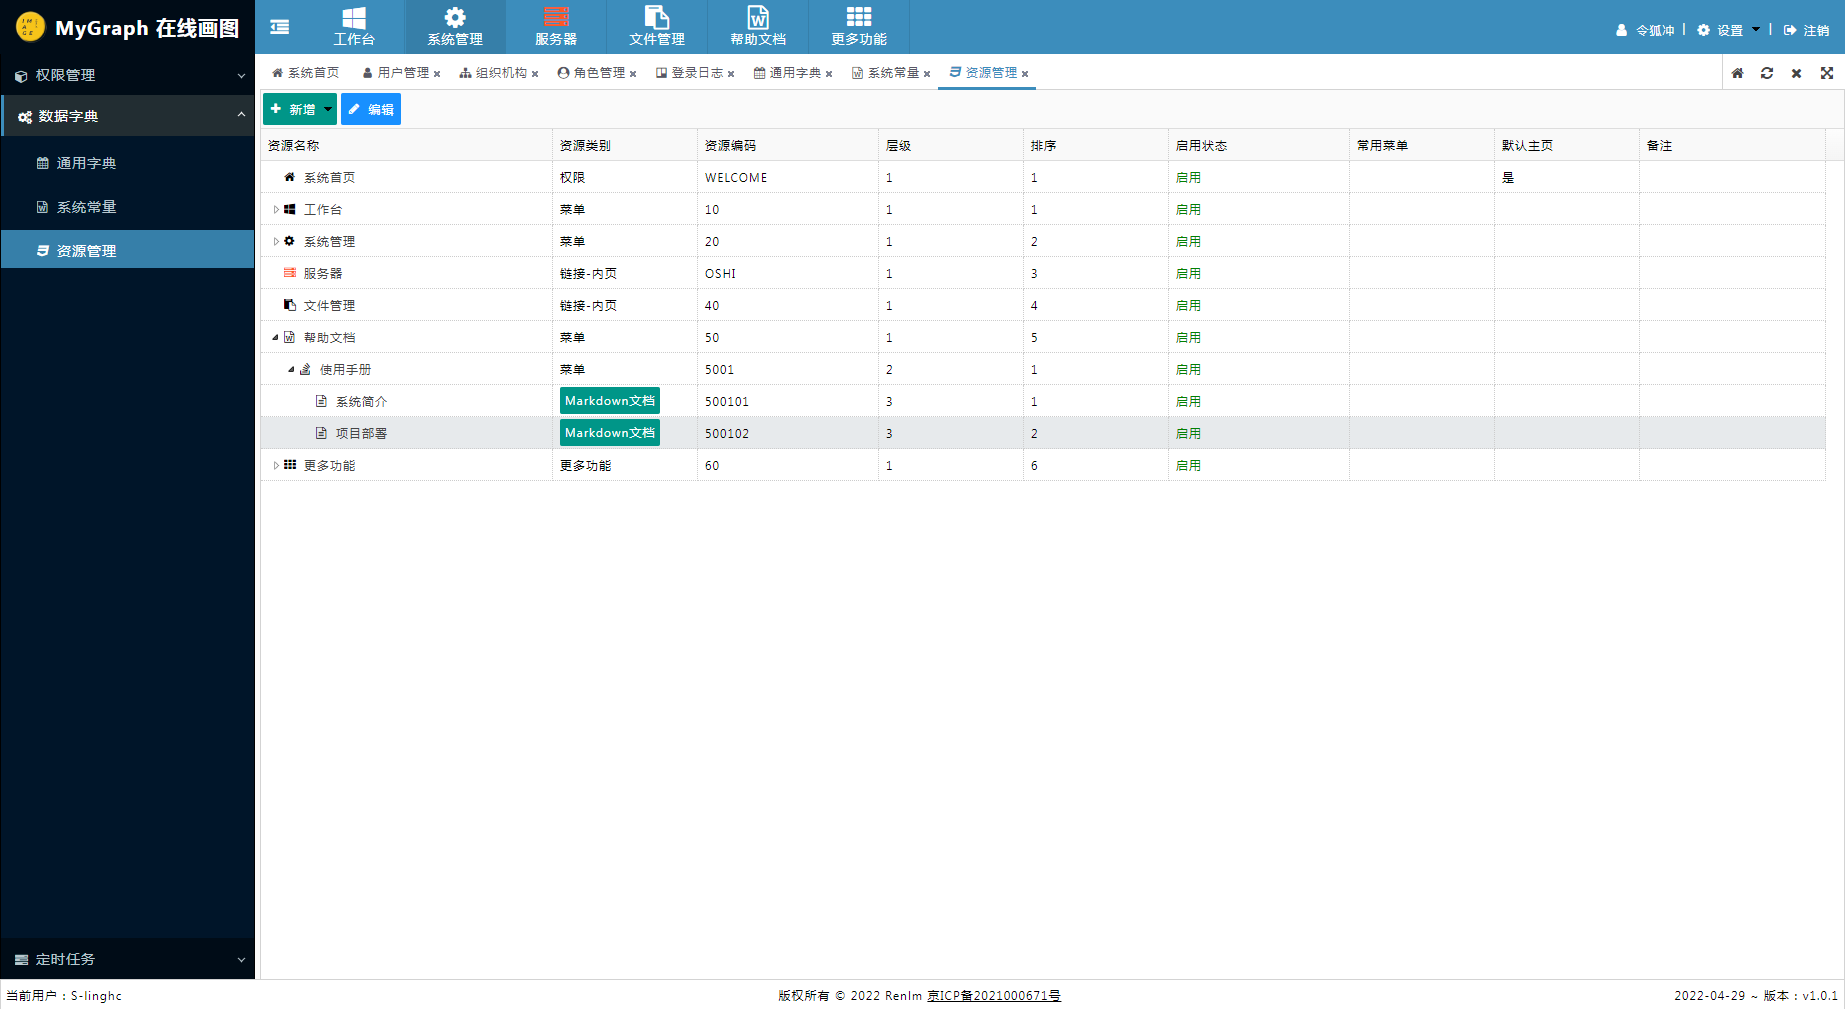 MyGraph 在线画图
工作台 系统管理 服务器 文件管理 帮助文档 更多功能
令狐冲 | 设置 | 注销
权限管理
数据字典
通用字典
系统常量
资源管理
定时任务
系统首页 用户管理 组织机构 角色管理 登录日志 通用字典 系统常量 资源管理
新增 编辑
资源名称 资源类别 资源编码 层级 排序 启用状态 常用菜单 默认主页 备注
系统首页 权限 WELCOME 1 1 启用 是
工作台 菜单 10 1 1 启用
系统管理 菜单 20 1 2 启用
服务器 链接-内页 OSHI 1 3 启用
文件管理 链接-内页 40 1 4 启用
帮助文档 菜单 50 1 5 启用
使用手册 菜单 5001 2 1 启用
系统简介 Markdown文档 500101 3 1 启用
项目部署 Markdown文档 500102 3 2 启用
更多功能 更多功能 60 1 6 启用
当前用户：S-linghc
版权所有 © 2022 Renlm 京ICP备2021000671号
2022-04-29 ~ 版本：v1.0.1